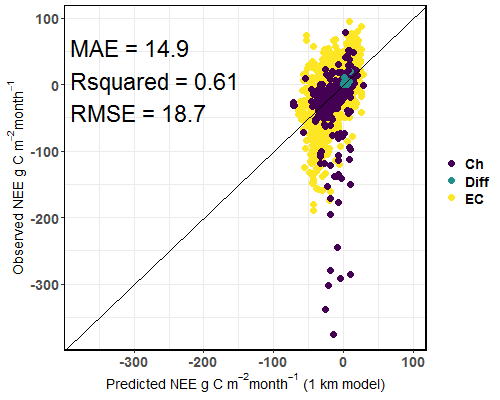 MAE = 14.9
Rsquared = 0.61
RMSE = 18.7
100
0
-100
-200
-300
Observed NEE g C m⁻²month⁻¹
-300 -200 -100 0 100
Predicted NEE g C m⁻²month⁻¹ (1 km model)
Ch
Diff
EC